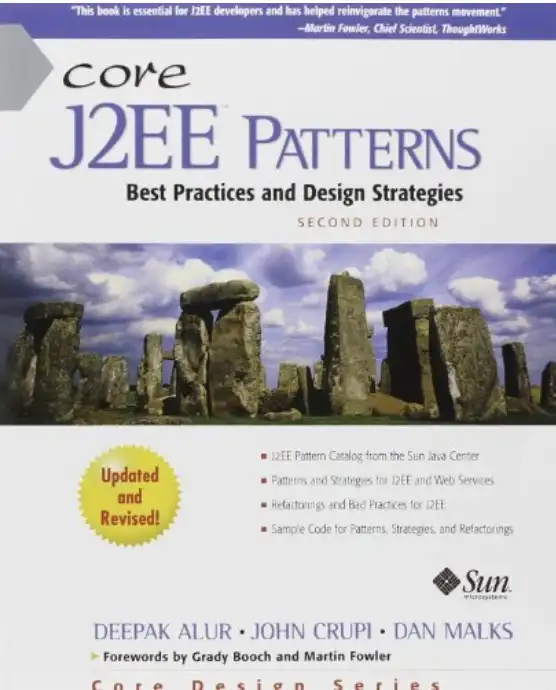 "This book is essential for J2EE developers and has helped reinvigorate the patterns movement."
—Martin Fowler, Chief Scientist, ThoughtWorks
core
J2EE™ PATTERNS
Best Practices and Design Strategies
SECOND EDITION
Updated
and
Revised!
■ J2EE Pattern Catalog from the Sun Java Center
■ Patterns and Strategies for J2EE and Web Services
■ Refactorings and Bad Practices for J2EE
■ Sample Code for Patterns, Strategies, and Refactorings
Sun
microsystems
DEEPAK ALUR • JOHN CRUPI • DAN MALKS
▶ Forewords by Grady Booch and Martin Fowler
Core Design Series